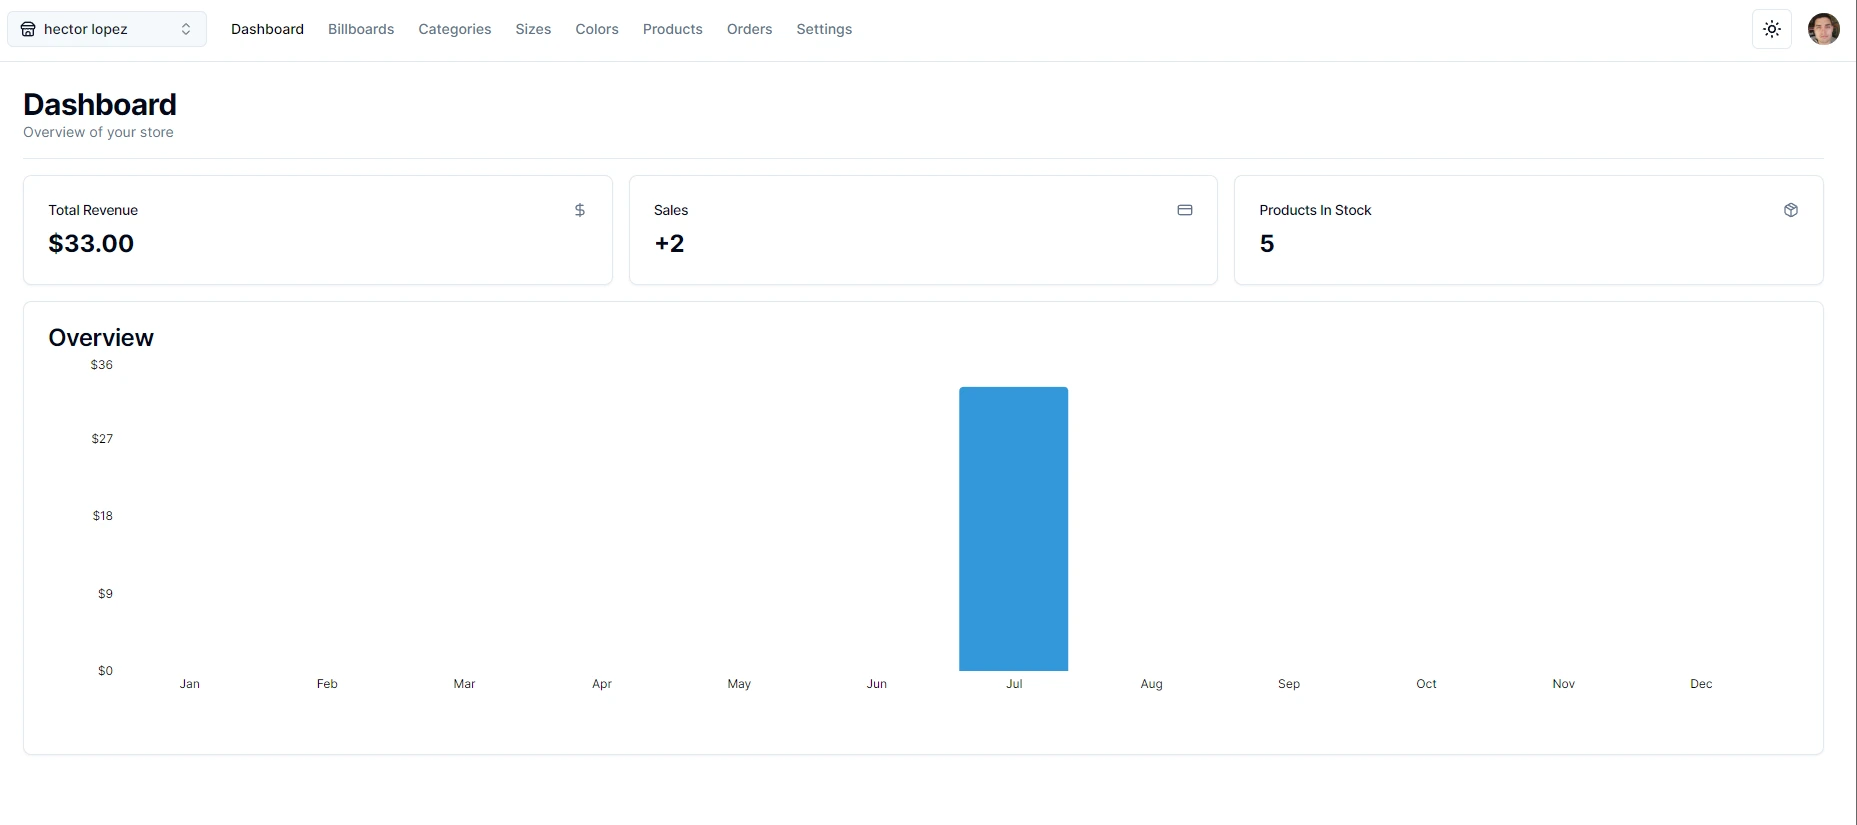 hector lopez Dashboard Billboards Categories Sizes Colors Products Orders Settings
Dashboard
Overview of your store
Total Revenue $
$33.00
Sales
+2
Products In Stock
5
Overview
$36
$27
$18
$9
$0
Jan Feb Mar Apr May Jun Jul Aug Sep Oct Nov Dec